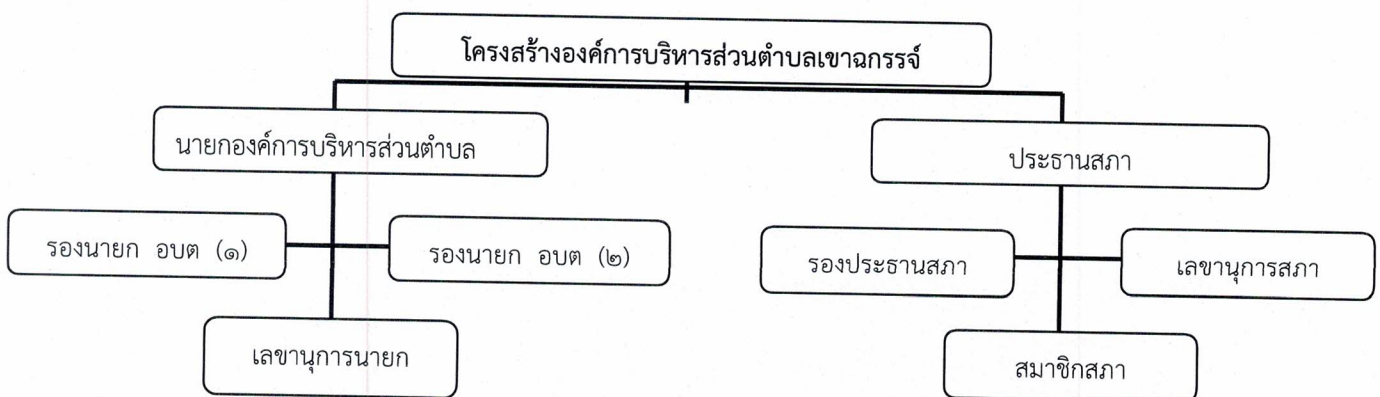 โครงสร้างองค์การบริหารส่วนตำบลเขาฉกรรจ์
นายกองค์การบริหารส่วนตำบล
ประธานสภา
รองนายก อบต (๑)
รองนายก อบต (๒)
รองประธานสภา
เลขานุการสภา
เลขานุการนายก
สมาชิกสภา